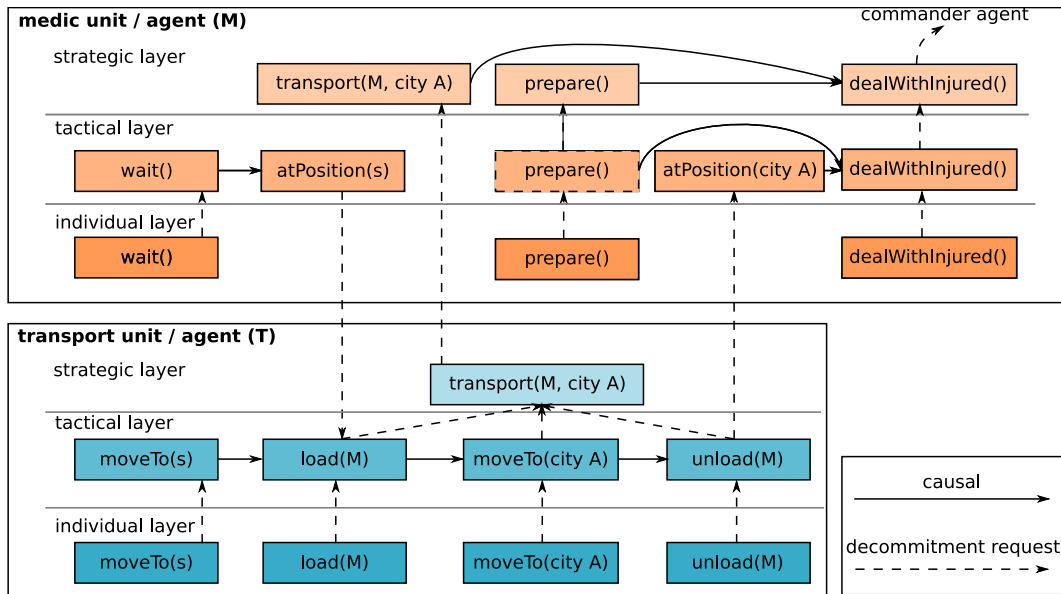 medic unit / agent (M)
commander agent
strategic layer
transport(M, city A)
prepare()
dealWithInjured()
tactical layer
wait()
atPosition(s)
prepare()
atPosition(city A)
dealWithInjured()
individual layer
wait()
prepare()
dealWithInjured()
transport unit / agent (T)
strategic layer
transport(M, city A)
tactical layer
moveTo(s)
load(M)
moveTo(city A)
unload(M)
individual layer
moveTo(s)
load(M)
moveTo(city A)
unload(M)
causal
decommitment request